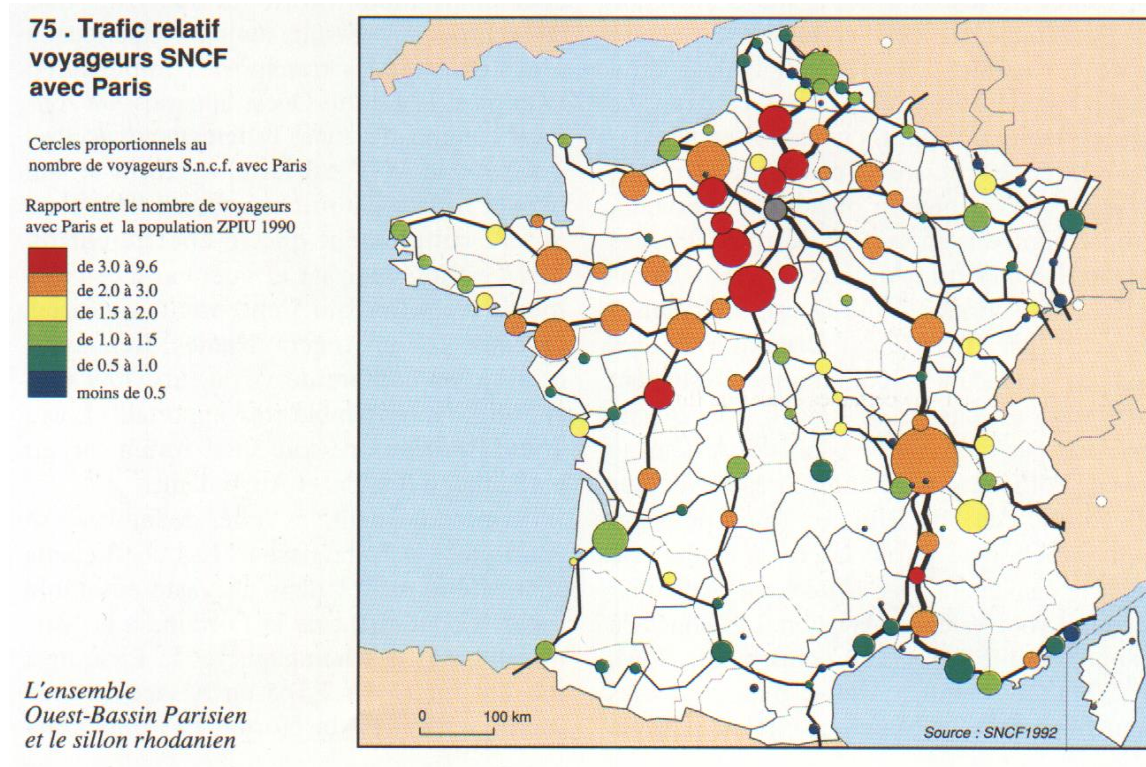 75 . Trafic relatif
voyageurs SNCF
avec Paris
Cercles proportionnels au
nombre de voyageurs S.n.c.f. avec Paris
Rapport entre le nombre de voyageurs
avec Paris et la population ZPIU 1990
de 3.0 à 9.6
de 2.0 à 3.0
de 1.5 à 2.0
de 1.0 à 1.5
de 0.5 à 1.0
moins de 0.5
L'ensemble
Ouest-Bassin Parisien
et le sillon rhodanien
0 100 km
Source : SNCF1992